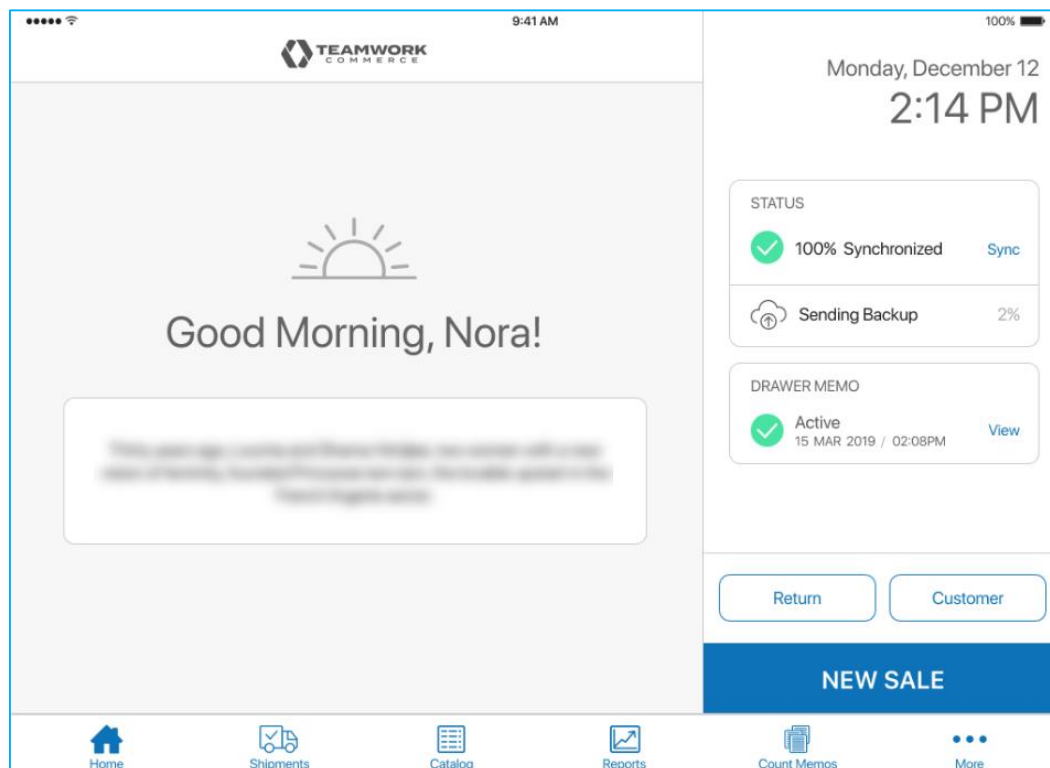 9:41 AM
100%
TEAMWORK
COMMERCE
Monday, December 12
2:14 PM
Good Morning, Nora!
STATUS
100% Synchronized Sync
Sending Backup 2%
DRAWER MEMO
Active
15 MAR 2019 / 02:08PM
View
Return Customer
NEW SALE
Home Shipments Catalog Reports Count Memos More